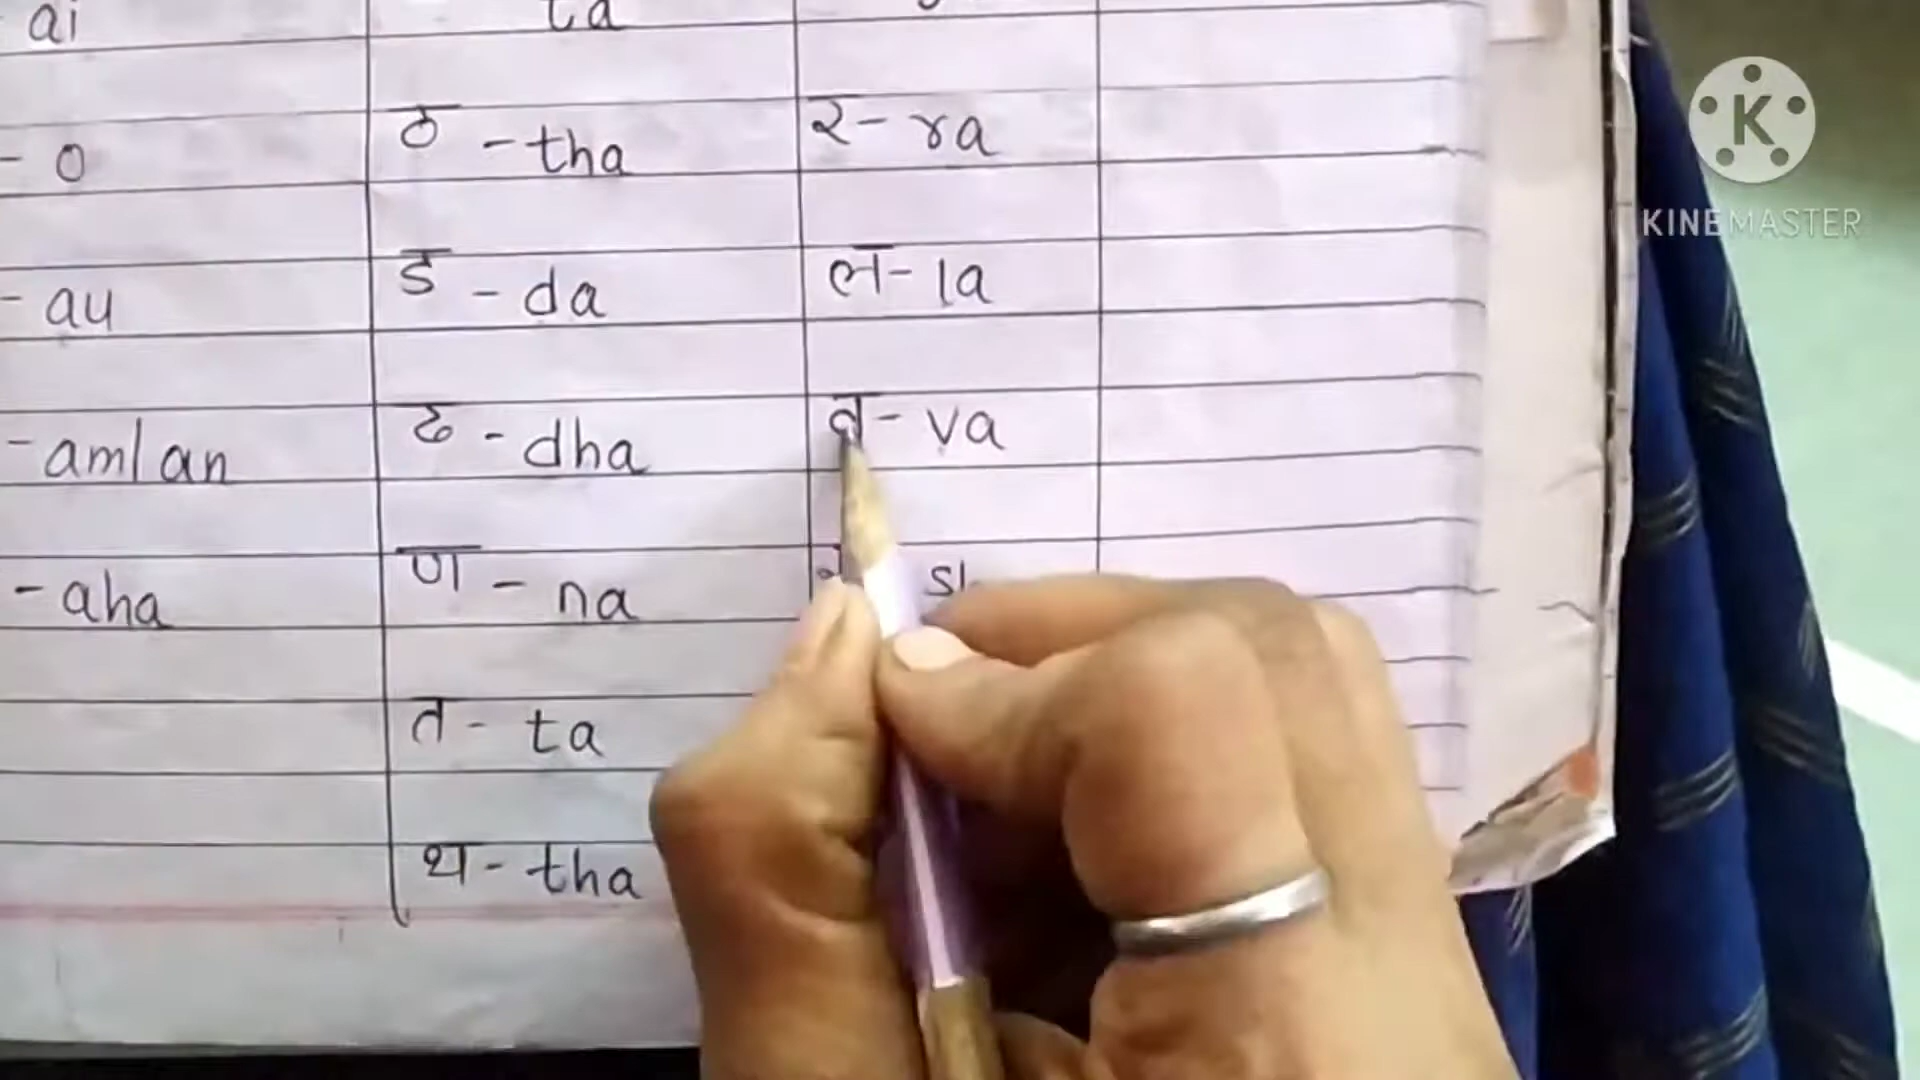 ai
ta
ठ - tha
र - ra
- o
ड - da
ल - la
- au
ढ - dha
व - va
- am/an
ण - na
- aha
त - ta
थ - tha
K
KINEMASTER